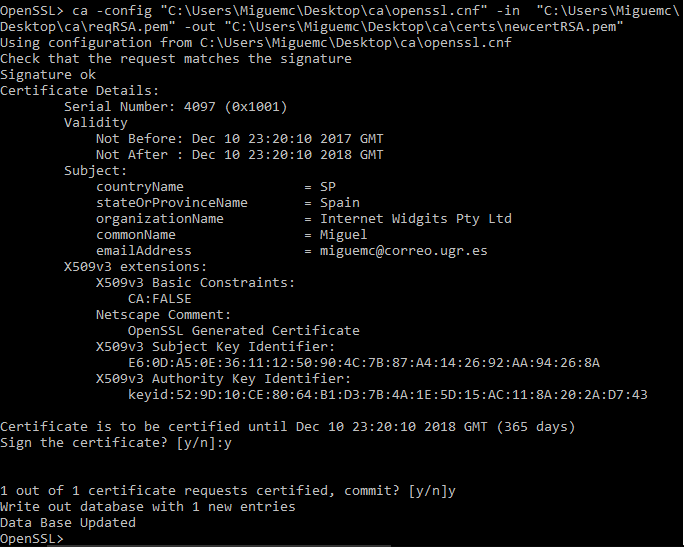 OpenSSL> ca -config "C:\Users\Miguemc\Desktop\ca\openssl.cnf" -in  "C:\Users\Miguemc\
Desktop\ca\reqRSA.pem" -out "C:\Users\Miguemc\Desktop\ca\certs\newcertRSA.pem"
Using configuration from C:\Users\Miguemc\Desktop\ca\openssl.cnf
Check that the request matches the signature
Signature ok
Certificate Details:
        Serial Number: 4097 (0x1001)
        Validity
            Not Before: Dec 10 23:20:10 2017 GMT
            Not After : Dec 10 23:20:10 2018 GMT
        Subject:
            countryName               = SP
            stateOrProvinceName       = Spain
            organizationName          = Internet Widgits Pty Ltd
            commonName                = Miguel
            emailAddress              = miguemc@correo.ugr.es
        X509v3 extensions:
            X509v3 Basic Constraints:
                CA:FALSE
            Netscape Comment:
                OpenSSL Generated Certificate
            X509v3 Subject Key Identifier:
                E6:0D:A5:0E:36:11:12:50:90:4C:7B:87:A4:14:26:92:AA:94:26:8A
            X509v3 Authority Key Identifier:
                keyid:52:9D:10:CE:80:64:B1:D3:7B:4A:1E:5D:15:AC:11:8A:20:2A:D7:43
Certificate is to be certified until Dec 10 23:20:10 2018 GMT (365 days)
Sign the certificate? [y/n]:y
1 out of 1 certificate requests certified, commit? [y/n]y
Write out database with 1 new entries
Data Base Updated
OpenSSL>